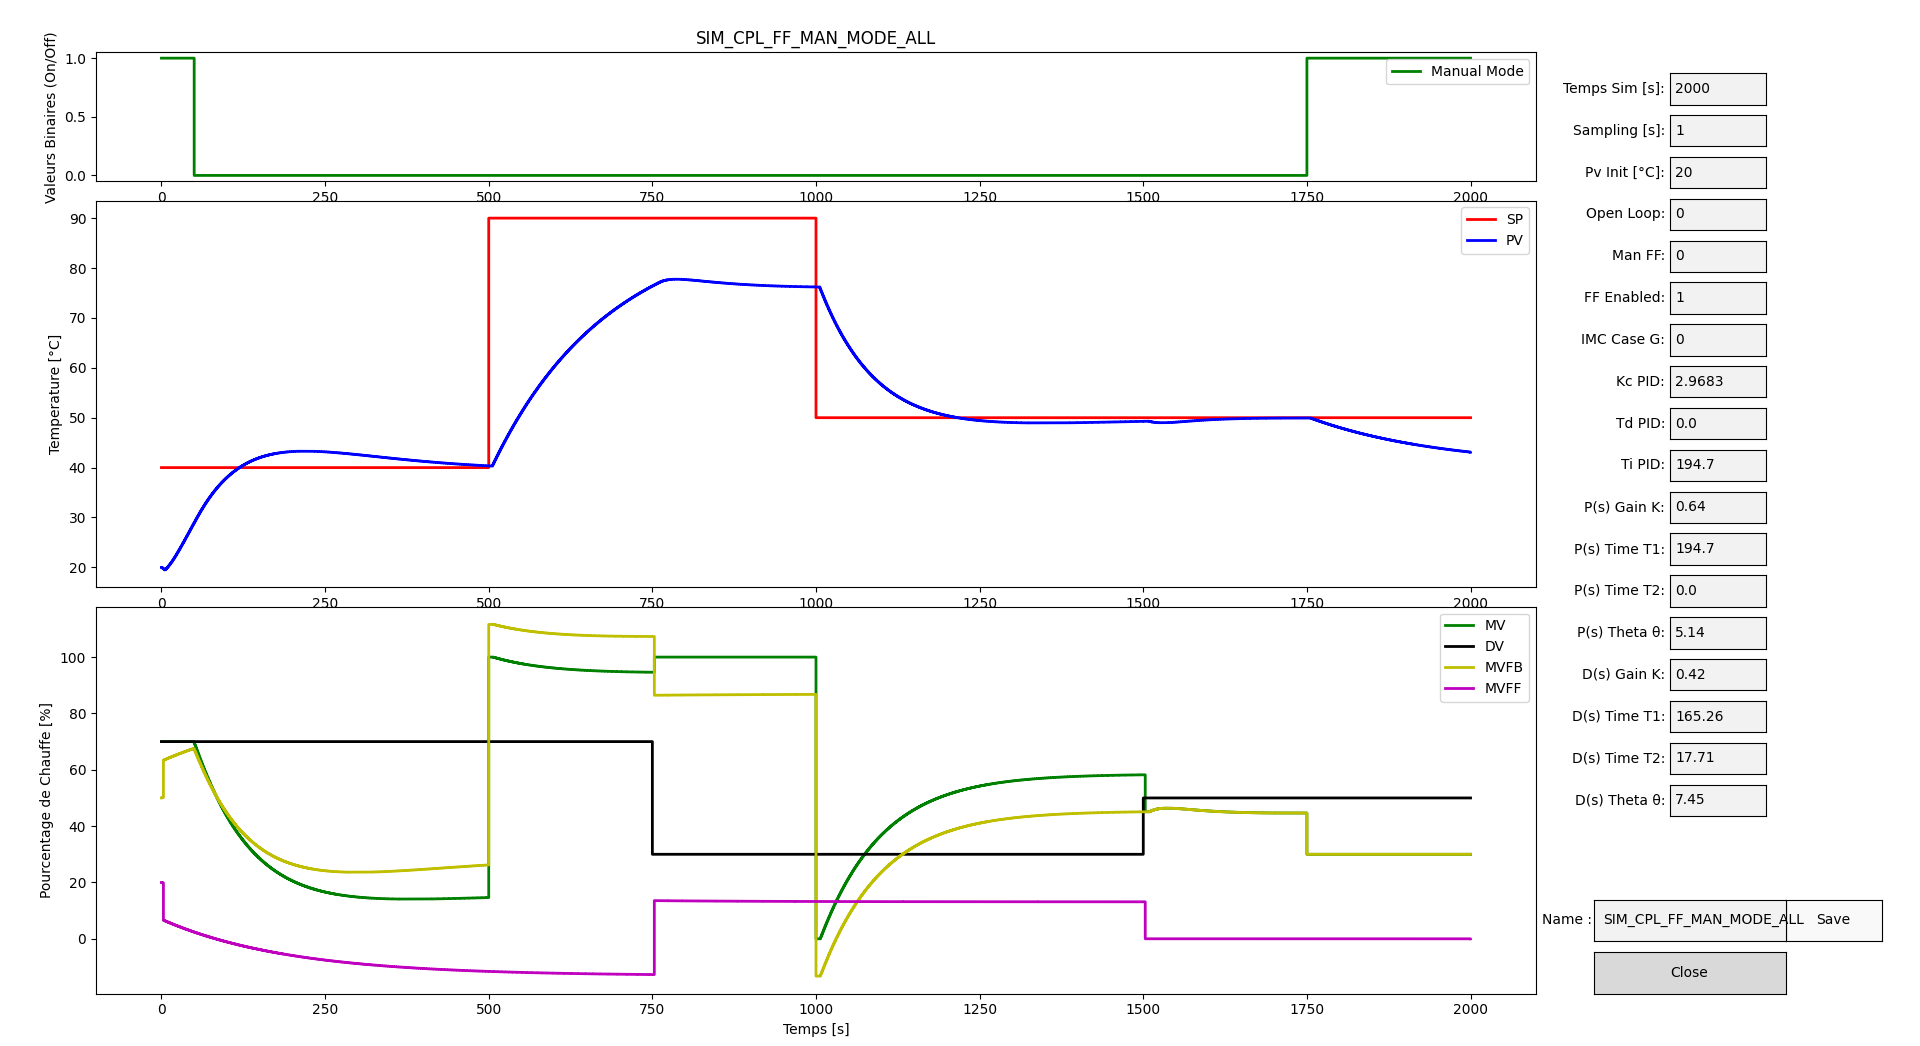 SIM_CPL_FF_MAN_MODE_ALL
Valeurs Binaires (On/Off)
1.0
0.5
0.0
Manual Mode
0 250 500 750 1000 1250 1500 1750 2000
Temperature [°C]
90
80
70
60
50
40
30
20
SP
PV
0 250 500 750 1000 1250 1500 1750 2000
Pourcentage de Chauffe [%]
100
80
60
40
20
0
MV
DV
MVFB
MVFF
0 250 500 750 1000 1250 1500 1750 2000
Temps [s]
Temps Sim [s]: 2000
Sampling [s]: 1
Pv Init [°C]: 20
Open Loop: 0
Man FF: 0
FF Enabled: 1
IMC Case G: 0
Kc PID: 2.9683
Td PID: 0.0
Ti PID: 194.7
P(s) Gain K: 0.64
P(s) Time T1: 194.7
P(s) Time T2: 0.0
P(s) Theta θ: 5.14
D(s) Gain K: 0.42
D(s) Time T1: 165.26
D(s) Time T2: 17.71
D(s) Theta θ: 7.45
Name : SIM_CPL_FF_MAN_MODE_ALL Save
Close